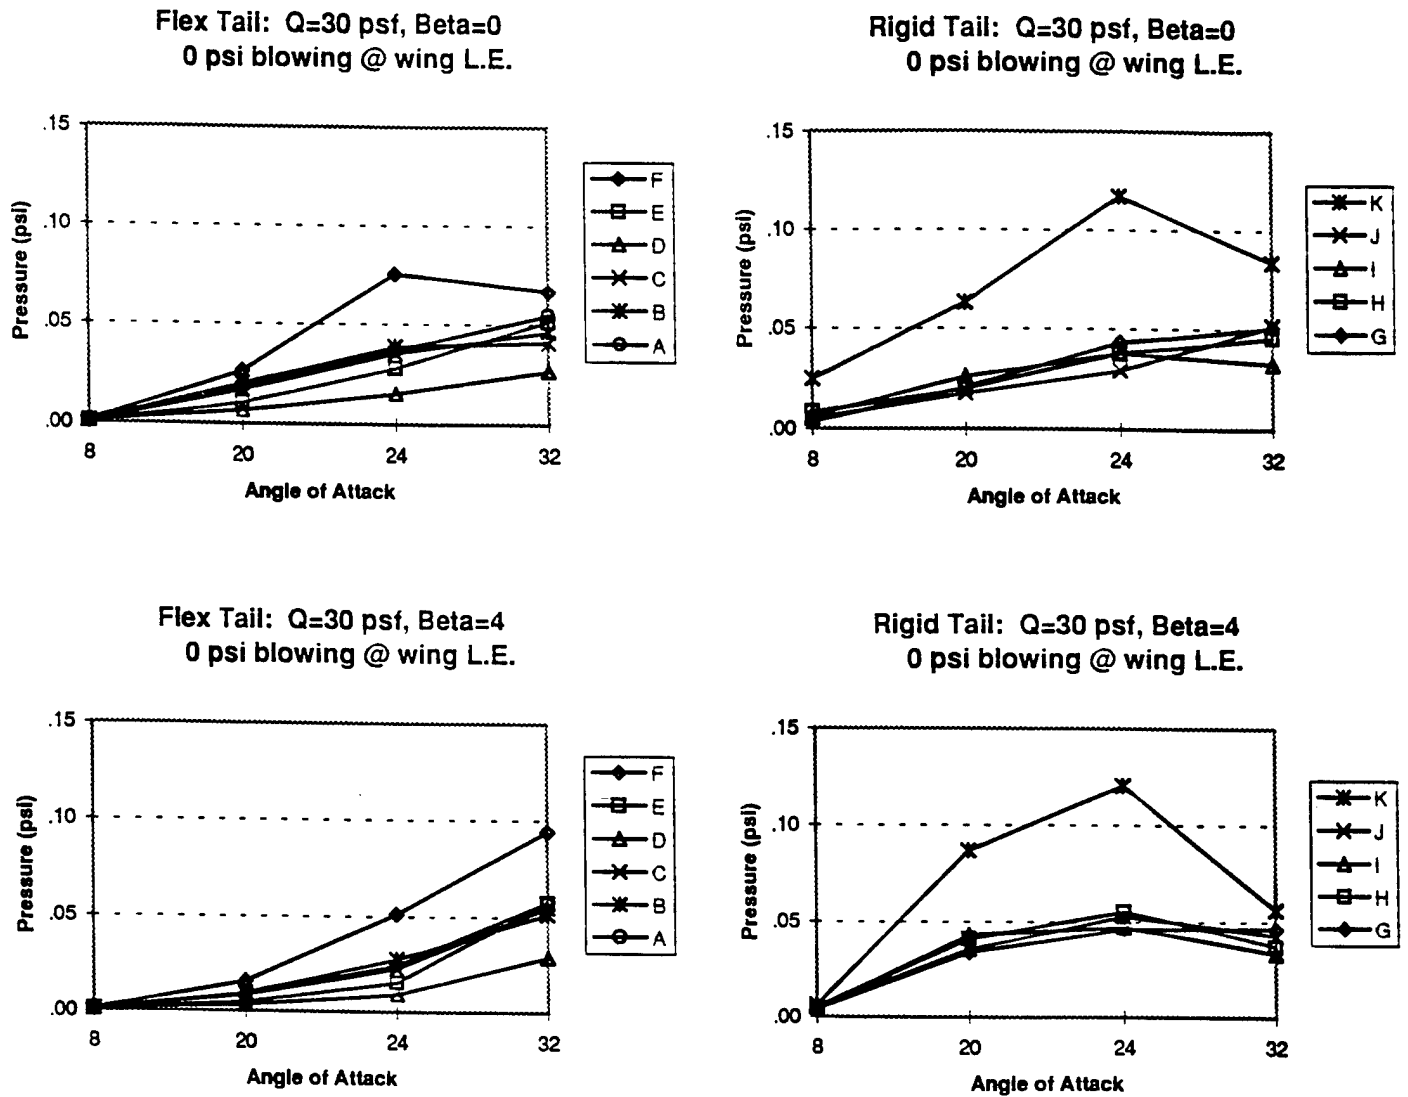 Flex Tail: Q=30 psf, Beta=0
0 psi blowing @ wing L.E.
.15
.10
.05
.00
Pressure (psi)
8 20 24 32
Angle of Attack
F
E
D
C
B
A
Rigid Tail: Q=30 psf, Beta=0
0 psi blowing @ wing L.E.
.15
.10
.05
.00
Pressure (psi)
8 20 24 32
Angle of Attack
K
J
I
H
G
Flex Tail: Q=30 psf, Beta=4
0 psi blowing @ wing L.E.
.15
.10
.05
.00
Pressure (psi)
8 20 24 32
Angle of Attack
F
E
D
C
B
A
Rigid Tail: Q=30 psf, Beta=4
0 psi blowing @ wing L.E.
.15
.10
.05
.00
Pressure (psi)
8 20 24 32
Angle of Attack
K
J
I
H
G